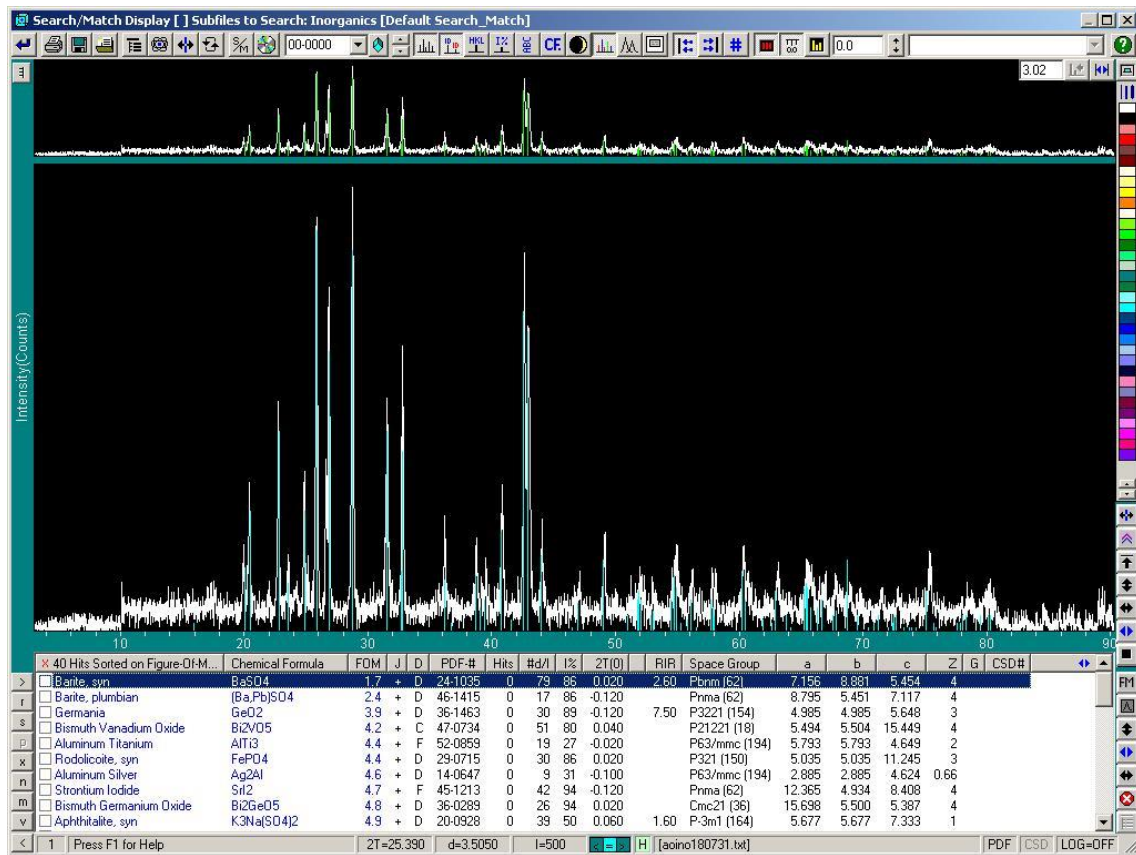 Search/Match Display [ ] Subfiles to Search: Inorganics [Default Search_Match]
S/M 00-0000 HKL I% CF. # 0.0
3.02
Intensity(Counts)
10 20 30 40 50 60 70 80 90
X 40 Hits Sorted on Figure-Of-M... Chemical Formula FOM J D PDF-# Hits #d/I I% 2T(0) RIR Space Group a b c Z G CSD#
Barite, syn BaSO4 1.7 + D 24-1035 0 79 86 0.020 2.60 Pbnm (62) 7.156 8.881 5.454 4
Barite, plumbian (Ba,Pb)SO4 2.4 + D 46-1415 0 17 86 -0.120 Pnma (62) 8.795 5.451 7.117 4
Germania GeO2 3.9 + D 36-1463 0 30 89 -0.120 7.50 P3221 (154) 4.985 4.985 5.648 3
Bismuth Vanadium Oxide Bi2VO5 4.2 + C 47-0734 0 51 80 0.040 P21221 (18) 5.494 5.504 15.449 4
Aluminum Titanium AlTi3 4.4 + F 52-0859 0 19 27 -0.020 P63/mmc (194) 5.793 5.793 4.649 2
Rodolicoite, syn FePO4 4.4 + D 29-0715 0 30 86 0.020 P321 (150) 5.035 5.035 11.245 3
Aluminum Silver Ag2Al 4.6 + D 14-0647 0 9 31 -0.100 P63/mmc (194) 2.885 2.885 4.624 0.66
Strontium Iodide SrI2 4.7 + F 45-1213 0 42 94 -0.120 Pnma (62) 12.365 4.934 8.408 4
Bismuth Germanium Oxide Bi2GeO5 4.8 + D 36-0289 0 26 94 0.020 Cmc21 (36) 15.698 5.500 5.387 4
Aphthitalite, syn K3Na(SO4)2 4.9 + D 20-0928 0 39 50 0.060 1.60 P-3m1 (164) 5.677 5.677 7.333 1
> r s p x n m v <
FM
1 Press F1 for Help 2T=25.390 d=3.5050 I=500 < = > H [aoino180731.txt] PDF CSD LOG=OFF